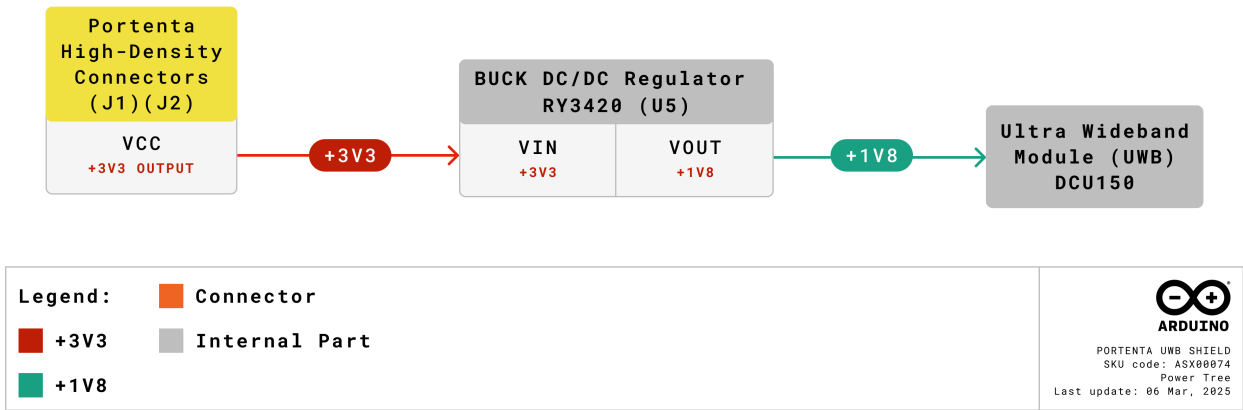 Portenta
High-Density
Connectors
(J1)(J2)
VCC
+3V3 OUTPUT
+3V3
BUCK DC/DC Regulator
RY3420 (U5)
VIN
+3V3
VOUT
+1V8
+1V8
Ultra Wideband
Module (UWB)
DCU150
Legend:
Connector
+3V3
Internal Part
+1V8
ARDUINO
PORTENTA UWB SHIELD
SKU code: ASX00074
Power Tree
Last update: 06 Mar, 2025